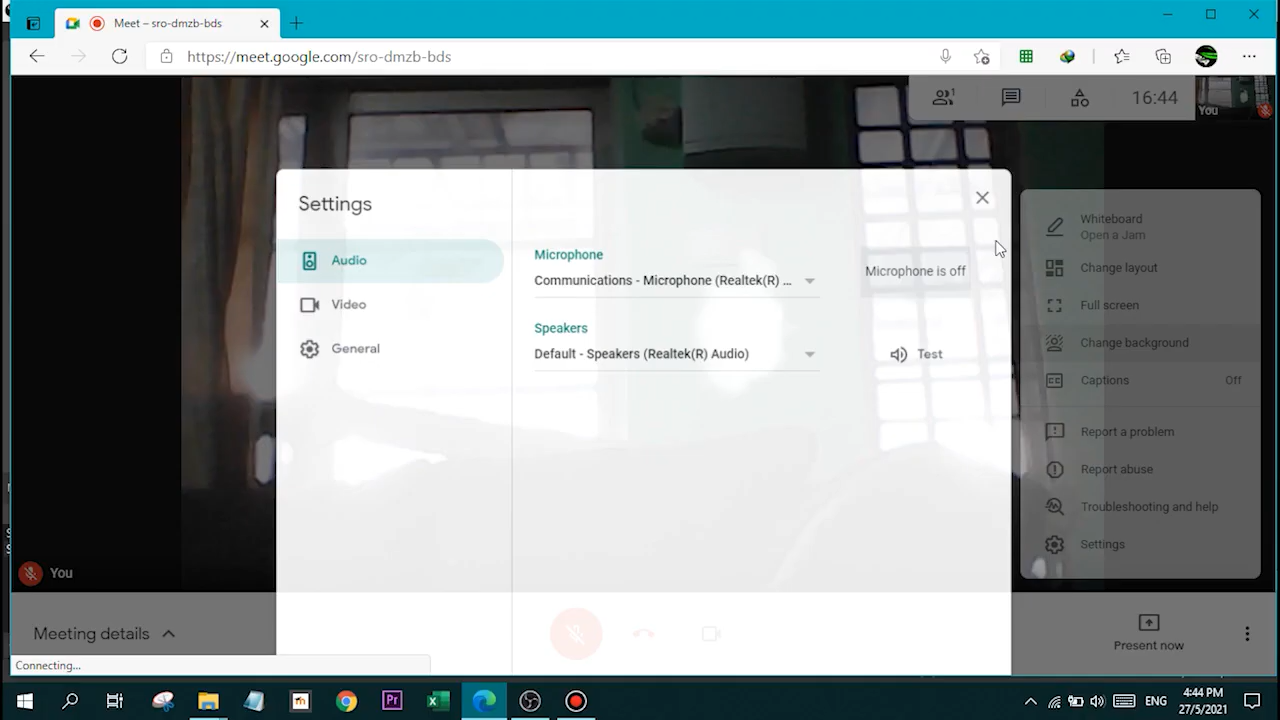 Meet – sro-dmzb-bds
https://meet.google.com/sro-dmzb-bds
16:44
You
Settings
Audio
Video
General
Microphone
Communications - Microphone (Realtek(R) ...
Microphone is off
Speakers
Default - Speakers (Realtek(R) Audio)
Test
Whiteboard
Open a Jam
Change layout
Full screen
Change background
Captions
Off
Report a problem
Report abuse
Troubleshooting and help
Settings
You
Meeting details
Present now
Connecting...
ENG
4:44 PM
27/5/2021